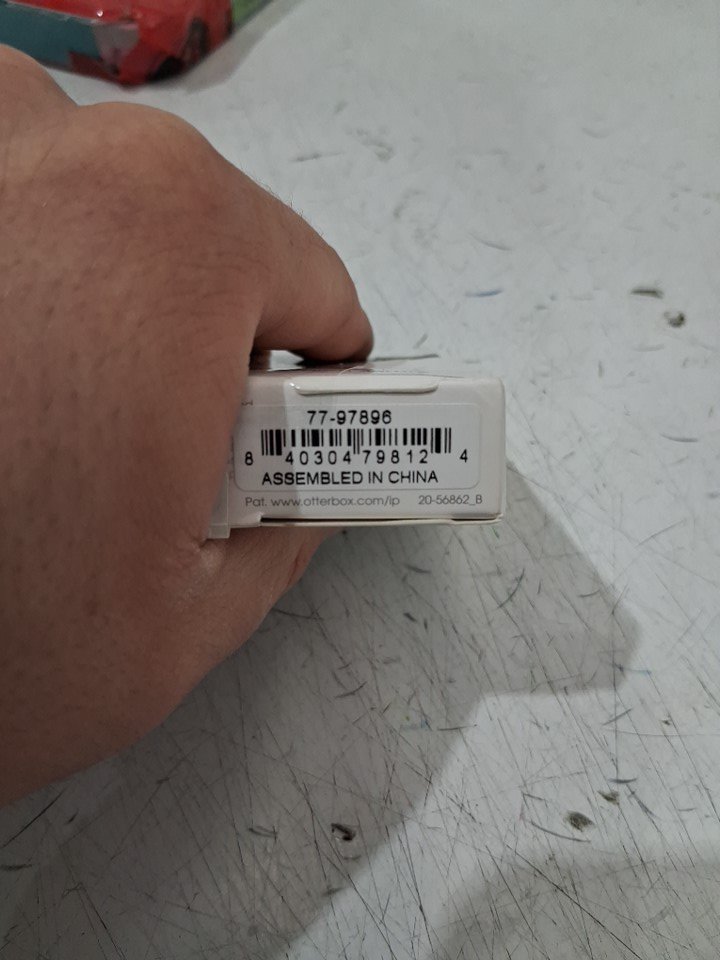 77-97896
8 40304 79812 4
ASSEMBLED IN CHINA
Pat. www.otterbox.com/ip 20-56862_B